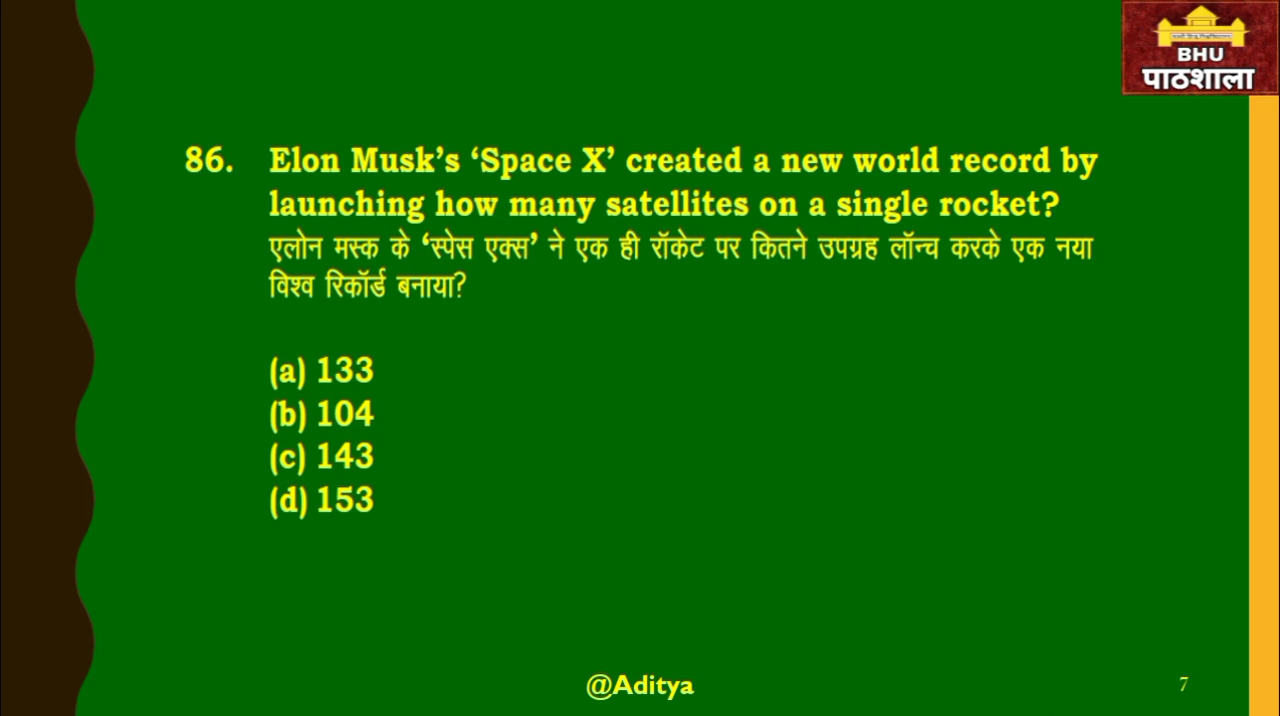 BHU
पाठशाला
86. Elon Musk’s ‘Space X’ created a new world record by
launching how many satellites on a single rocket?
एलोन मस्क के ‘स्पेस एक्स’ ने एक ही रॉकेट पर कितने उपग्रह लॉन्च करके एक नया
विश्व रिकॉर्ड बनाया?
(a) 133
(b) 104
(c) 143
(d) 153
@Aditya
7